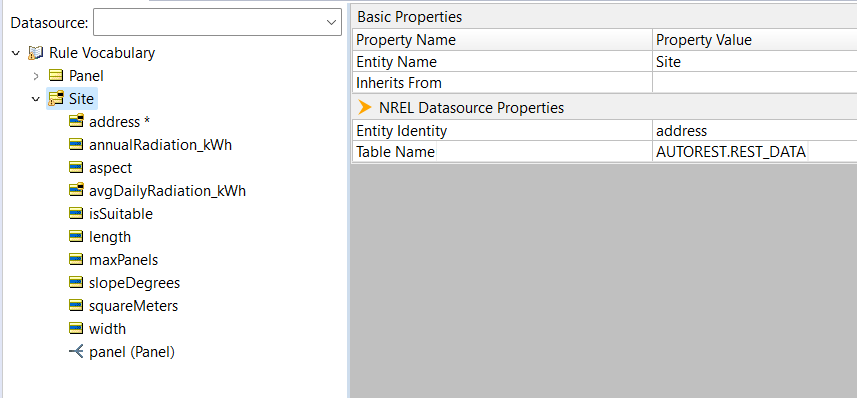 Datasource:
Rule Vocabulary
Panel
Site
address *
annualRadiation_kWh
aspect
avgDailyRadiation_kWh
isSuitable
length
maxPanels
slopeDegrees
squareMeters
width
panel (Panel)
Basic Properties
Property Name Property Value
Entity Name Site
Inherits From
NREL Datasource Properties
Entity Identity address
Table Name AUTOREST.REST_DATA